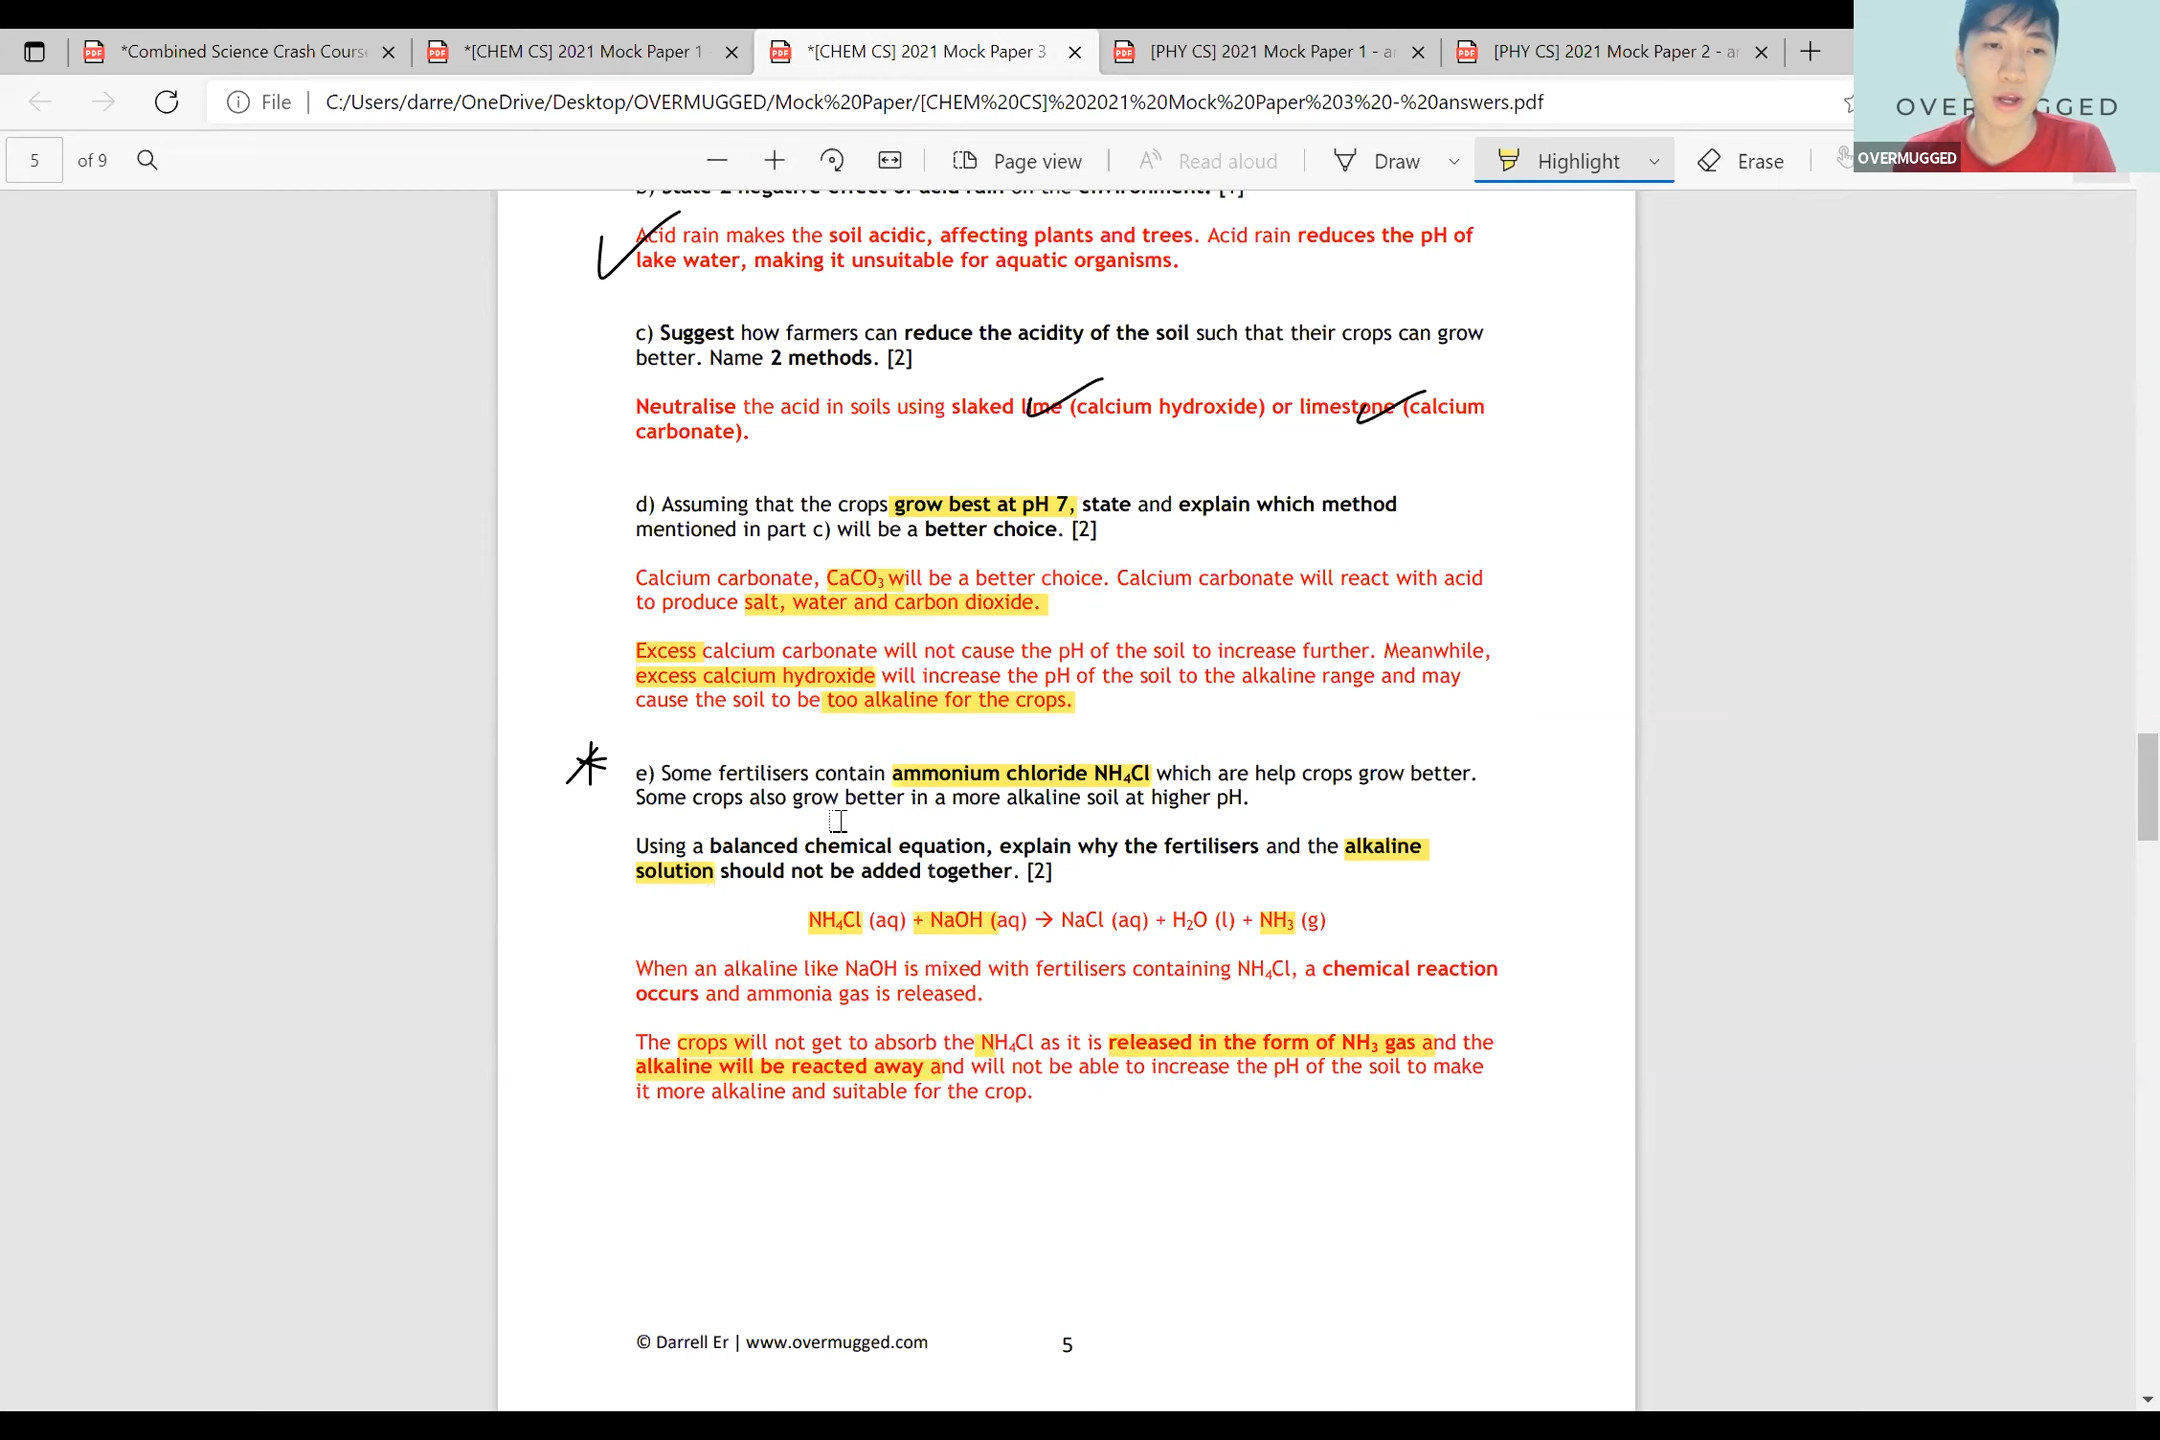 *Combined Science Crash Cours
*[CHEM CS] 2021 Mock Paper 1
*[CHEM CS] 2021 Mock Paper 3
[PHY CS] 2021 Mock Paper 1 - a
[PHY CS] 2021 Mock Paper 2 - a
File
C:/Users/darre/OneDrive/Desktop/OVERMUGGED/Mock%20Paper/[CHEM%20CS]%202021%20Mock%20Paper%203%20-%20answers.pdf
OVERMUGGED
OVERMUGGED
5 of 9
Page view
Read aloud
Draw
Highlight
Erase
b) State 2 negative effect of acid rain on the environment. [1]
Acid rain makes the soil acidic, affecting plants and trees. Acid rain reduces the pH of
lake water, making it unsuitable for aquatic organisms.
c) Suggest how farmers can reduce the acidity of the soil such that their crops can grow
better. Name 2 methods. [2]
Neutralise the acid in soils using slaked lime (calcium hydroxide) or limestone (calcium
carbonate).
d) Assuming that the crops grow best at pH 7, state and explain which method
mentioned in part c) will be a better choice. [2]
Calcium carbonate, CaCO₃ will be a better choice. Calcium carbonate will react with acid
to produce salt, water and carbon dioxide.
Excess calcium carbonate will not cause the pH of the soil to increase further. Meanwhile,
excess calcium hydroxide will increase the pH of the soil to the alkaline range and may
cause the soil to be too alkaline for the crops.
e) Some fertilisers contain ammonium chloride NH₄Cl which are help crops grow better.
Some crops also grow better in a more alkaline soil at higher pH.
Using a balanced chemical equation, explain why the fertilisers and the alkaline
solution should not be added together. [2]
NH₄Cl (aq) + NaOH (aq) → NaCl (aq) + H₂O (l) + NH₃ (g)
When an alkaline like NaOH is mixed with fertilisers containing NH₄Cl, a chemical reaction
occurs and ammonia gas is released.
The crops will not get to absorb the NH₄Cl as it is released in the form of NH₃ gas and the
alkaline will be reacted away and will not be able to increase the pH of the soil to make
it more alkaline and suitable for the crop.
© Darrell Er | www.overmugged.com
5